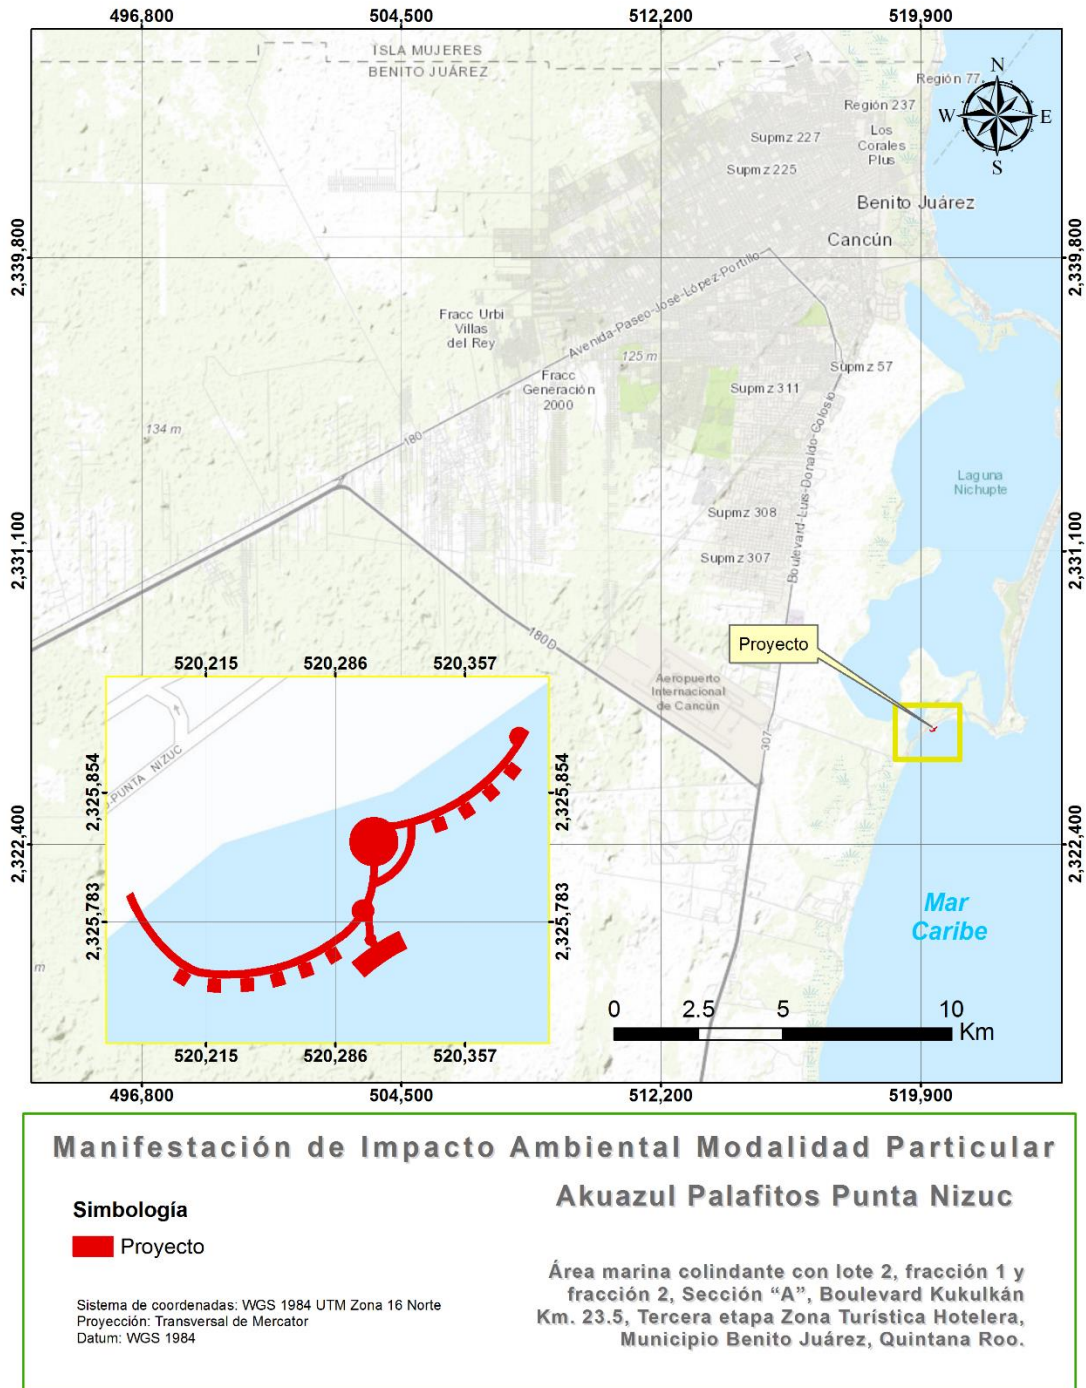 496,800 504,500 512,200 519,900
ISLA MUJERES
BENITO JUÁREZ
Región 77
N
W E
S
Región 237
Los
Corales
Plus
Supmz 227
Supmz 225
Benito Juárez
Cancún
2,339,800 2,339,800
Avenida-Paseo-José-López-Portillo
Fracc Urbi
Villas
del Rey
125 m
Fracc
Generación
2000
Supmz 57
Supmz 311
134 m
180
Boulevard-Luis-Donaldo-Colosio
Laguna
Nichupte
Supmz 308
Supmz 307
2,331,100 2,331,100
180D
Proyecto
Aeropuerto
Internacional
de Cancún
307
520,215 520,286 520,357
PUNTA NIZUC
2,325,854 2,325,854
2,325,783 2,325,783
m
520,215 520,286 520,357
2,322,400 2,322,400
Mar
Caribe
0 2.5 5 10
Km
496,800 504,500 512,200 519,900
Manifestación de Impacto Ambiental Modalidad Particular
Akuazul Palafitos Punta Nizuc
Simbología
Proyecto
Área marina colindante con lote 2, fracción 1 y
fracción 2, Sección “A”, Boulevard Kukulkán
Km. 23.5, Tercera etapa Zona Turística Hotelera,
Municipio Benito Juárez, Quintana Roo.
Sistema de coordenadas: WGS 1984 UTM Zona 16 Norte
Proyección: Transversal de Mercator
Datum: WGS 1984